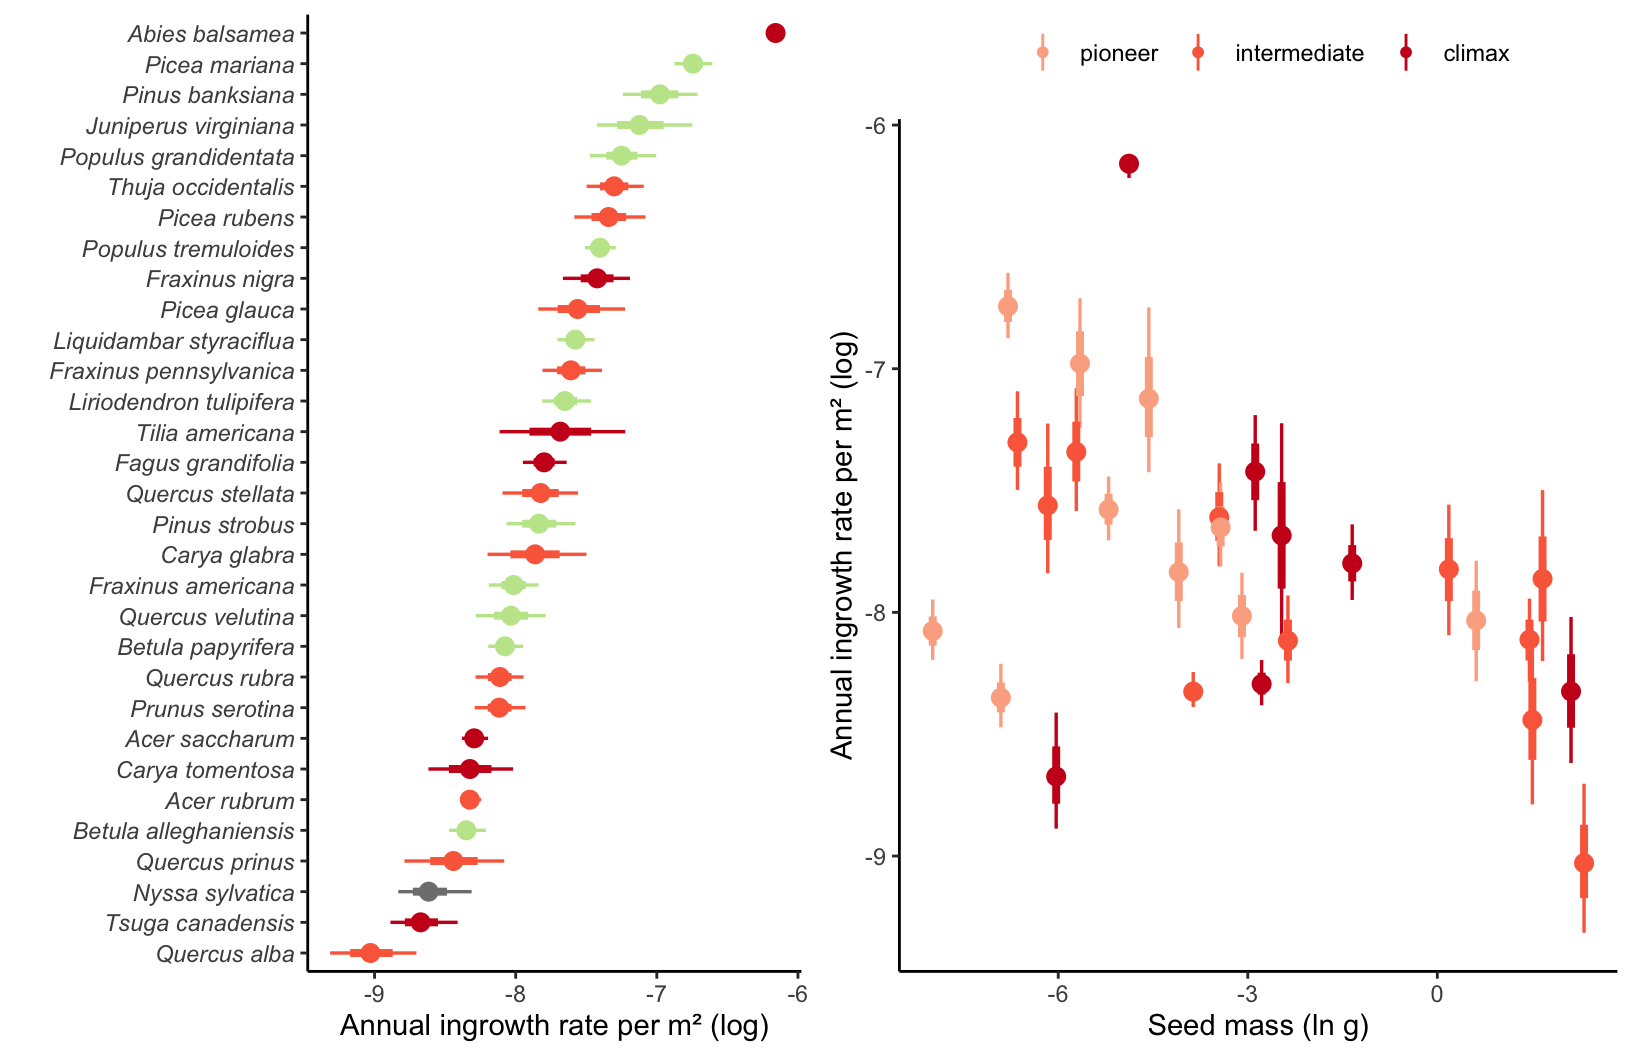 Abies balsamea
Picea mariana
Pinus banksiana
Juniperus virginiana
Populus grandidentata
Thuja occidentalis
Picea rubens
Populus tremuloides
Fraxinus nigra
Picea glauca
Liquidambar styraciflua
Fraxinus pennsylvanica
Liriodendron tulipifera
Tilia americana
Fagus grandifolia
Quercus stellata
Pinus strobus
Carya glabra
Fraxinus americana
Quercus velutina
Betula papyrifera
Quercus rubra
Prunus serotina
Acer saccharum
Carya tomentosa
Acer rubrum
Betula alleghaniensis
Quercus prinus
Nyssa sylvatica
Tsuga canadensis
Quercus alba
-9 -8 -7 -6
Annual ingrowth rate per m² (log)
pioneer intermediate climax
Annual ingrowth rate per m² (log)
-6
-7
-8
-9
-6 -3 0
Seed mass (ln g)